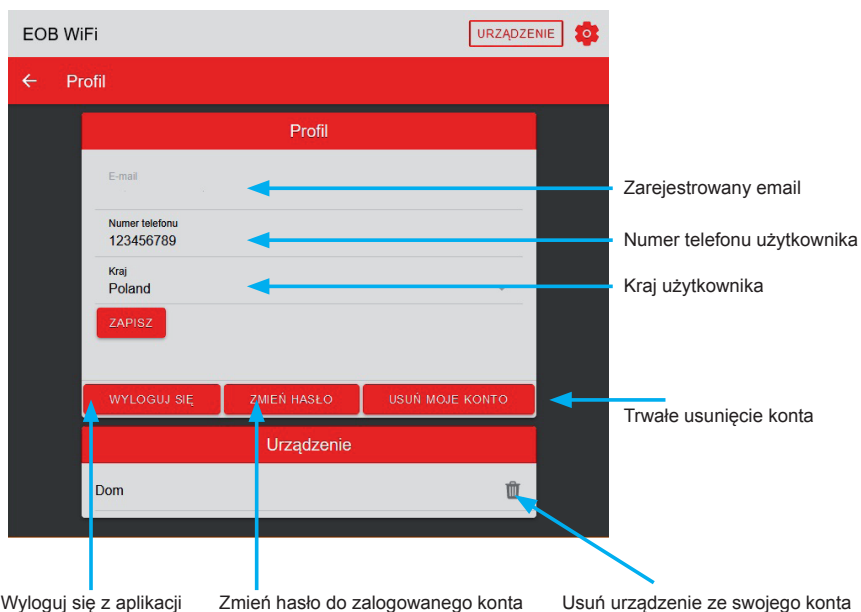 EOB WiFi
URZĄDZENIE
Profil
Profil
E-mail
Zarejestrowany email
Numer telefonu
123456789
Numer telefonu użytkownika
Kraj
Poland
Kraj użytkownika
ZAPISZ
WYLOGUJ SIĘ
ZMIEŃ HASŁO
USUŃ MOJE KONTO
Trwałe usunięcie konta
Urządzenie
Dom
Wyloguj się z aplikacji
Zmień hasło do zalogowanego konta
Usuń urządzenie ze swojego konta